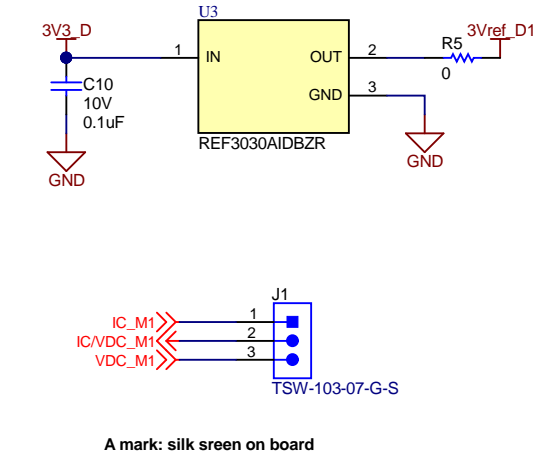 U3
3V3_D
3Vref_D1
1
IN
OUT
2
R5
0
C10
10V
0.1uF
GND
3
REF3030AIDBZR
GND
GND
J1
IC_M1
1
IC/VDC_M1
2
VDC_M1
3
TSW-103-07-G-S
A mark: silk sreen on board